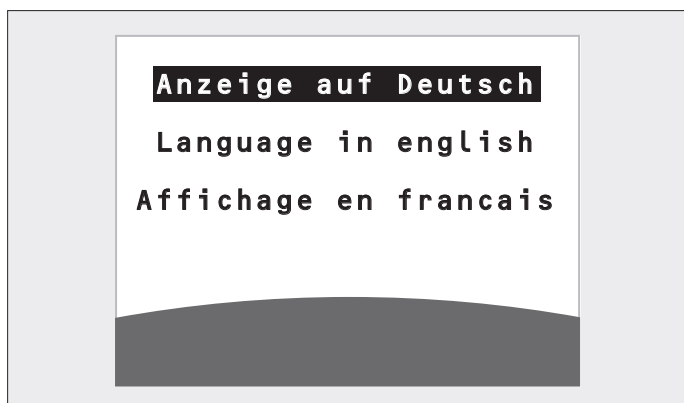 Anzeige auf Deutsch
Language in english
Affichage en francais